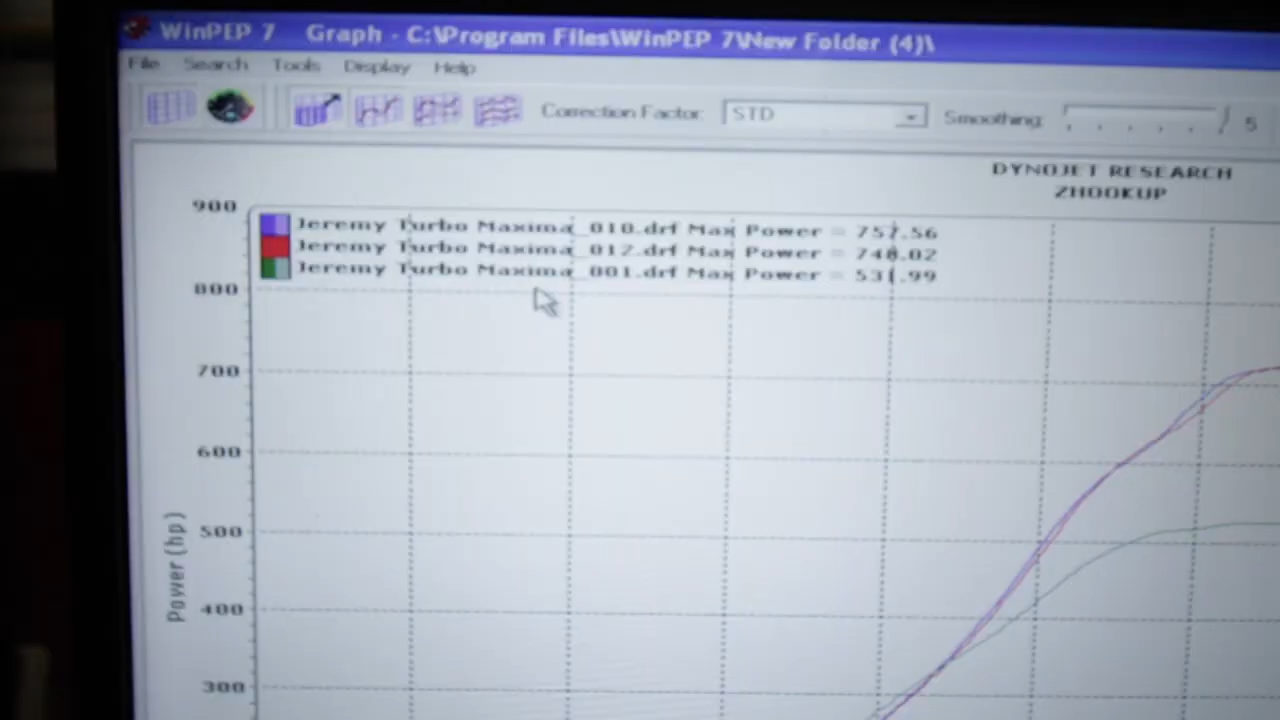 WinPEP 7 Graph - C:\Program Files\WinPEP 7\New Folder (4)\
File Search Tools Display Help
Correction Factor: STD Smoothing: 5
DYNOJET RESEARCH
ZHOOKUP
900
Jeremy Turbo Maxima_010.drf Max Power = 757.56
Jeremy Turbo Maxima_012.drf Max Power = 748.02
Jeremy Turbo Maxima_001.drf Max Power = 531.99
800
700
600
500
Power (hp)
400
300